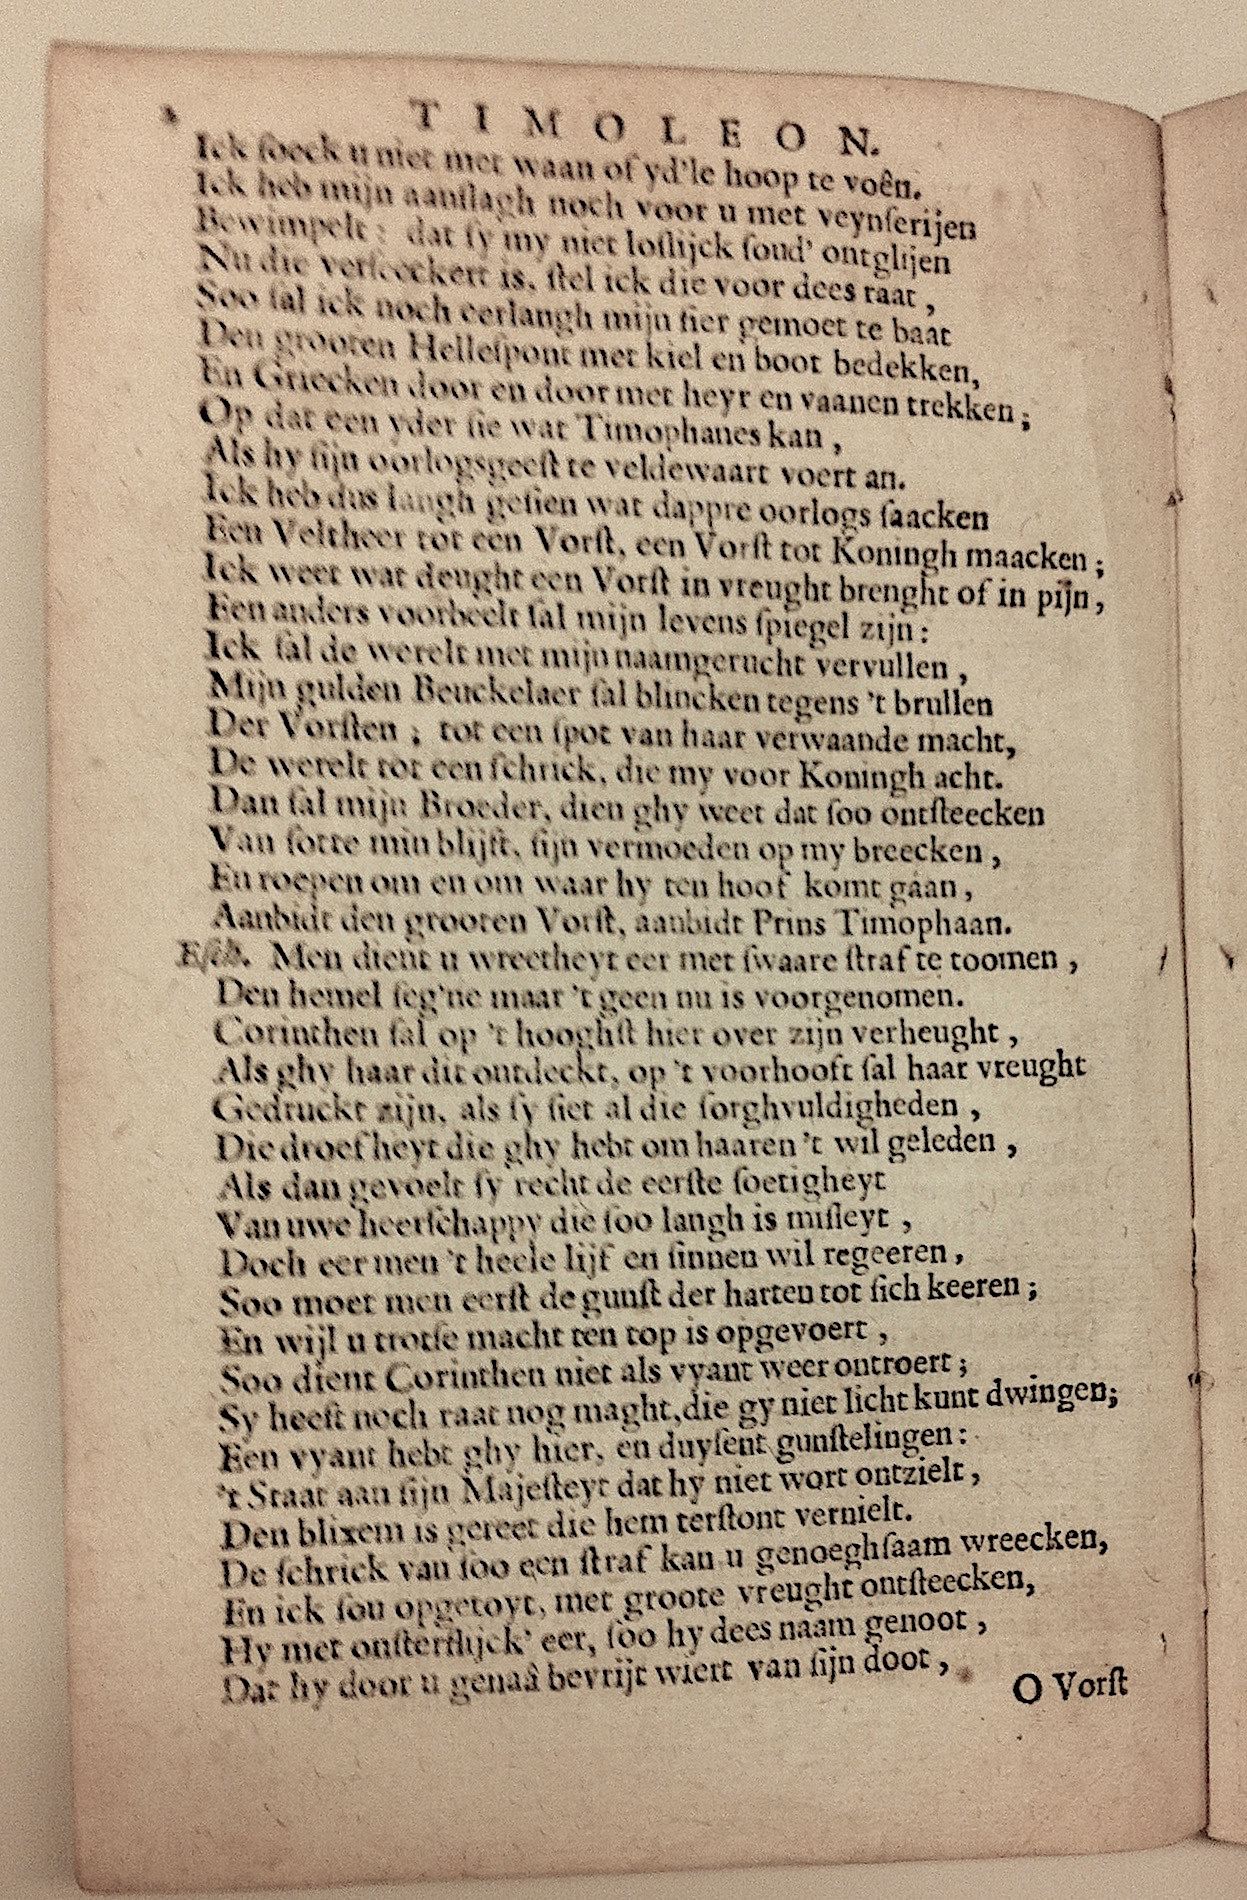 TIMOLEON.
Ick ſoeck u niet met waan of yd'le hoop te voên.
Ick heb mijn aanſlagh noch voor u met veynſerijen
Bewimpelt: dat ſy my niet loſlijck ſoud' ontglijen
Nu die verſeeckert is, ſtel ick die voor dees raat,
Soo ſal ick noch eerlangh mijn fier gemoet te baat
Den grooten Helleſpont met kiel en boot bedekken,
En Griecken door en door met heyr en vaanen trekken;
Op dat een yder ſie wat Timophanes kan,
Als hy ſijn oorlogsgeeſt te veldewaart voert an.
Ick heb dus langh geſien wat dappre oorlogs ſaacken
Een Veltheer tot een Vorſt, een Vorſt tot Koningh maacken;
Ick weet wat deught een Vorſt in vreught brenght of in pijn,
Een anders voorbeelt ſal mijn levens ſpiegel zijn:
Ick ſal de werelt met mijn naamgerucht vervullen,
Mijn gulden Beuckelaer ſal blincken tegens 't brullen
Der Vorſten; tot een ſpot van haar verwaande macht,
De werelt tot een ſchrick, die my voor Koningh acht.
Dan ſal mijn Broeder, dien ghy weet dat ſoo ontſteecken
Van ſotte min blijft, ſijn vermoeden op my breecken,
En roepen om en om waar hy ten hoof komt gaan,
Aanbidt den grooten Vorſt, aanbidt Prins Timophaan.
Eſch. Men dient u wreetheyt eer met ſwaare ſtraf te toomen,
Den hemel ſeg'ne maar 't geen nu is voorgenomen.
Corinthen ſal op 't hooghſt hier over zijn verheught,
Als ghy haar dit ontdeckt, op 't voorhooft ſal haar vreught
Gedruckt zijn, als ſy ſiet al die ſorghvuldigheden,
Die droefheyt die ghy hebt om haaren 't wil geleden,
Als dan gevoelt ſy recht de eerſte ſoetigheyt
Van uwe heerſchappy die ſoo langh is miſleyt,
Doch eer men 't heele lijf en ſinnen wil regeeren,
Soo moet men eerſt de gunſt der harten tot ſich keeren;
En wijl u trotſe macht ten top is opgevoert,
Soo dient Corinthen niet als vyant weer ontroert;
Sy heeft noch raat nog maght, die gy niet licht kunt dwingen;
Een vyant hebt ghy hier, en duyſent gunſtelingen:
't Staat aan ſijn Majeſteyt dat hy niet wort ontzielt,
Den blixem is gereet die hem terſtont vernielt.
De ſchrick van ſoo een ſtraf kan u genoeghſaam wreecken,
En ick ſou opgetoyt, met groote vreught ontſteecken,
Hy met onſterflijck' eer, ſoo hy dees naam genoot,
Dat hy door u genaâ bevrijt wiert van ſijn doot,
O Vorſt